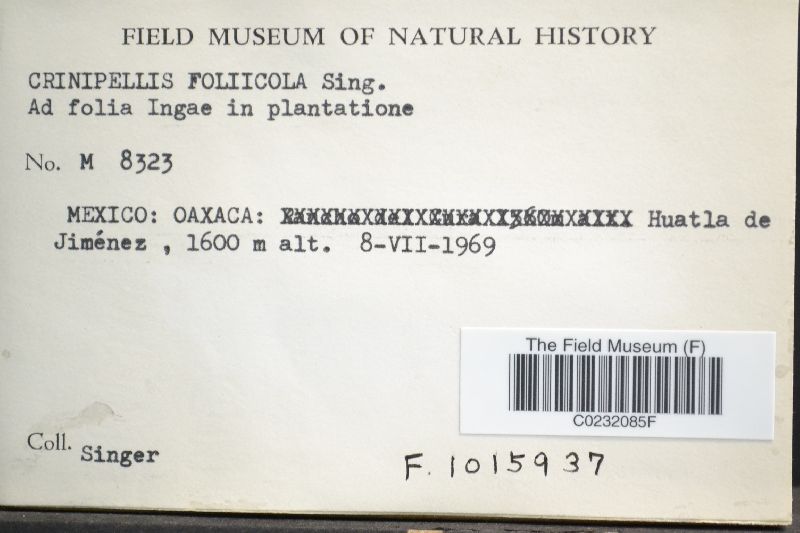 FIELD MUSEUM OF NATURAL HISTORY
CRINIPELLIS FOLIICOLA Sing.
Ad folia Ingae in plantatione
No. M 8323
MEXICO: OAXACA: Huatla de
Jiménez , 1600 m alt. 8-VII-1969
The Field Museum (F)
C0232085F
Coll. Singer
F. 1015937